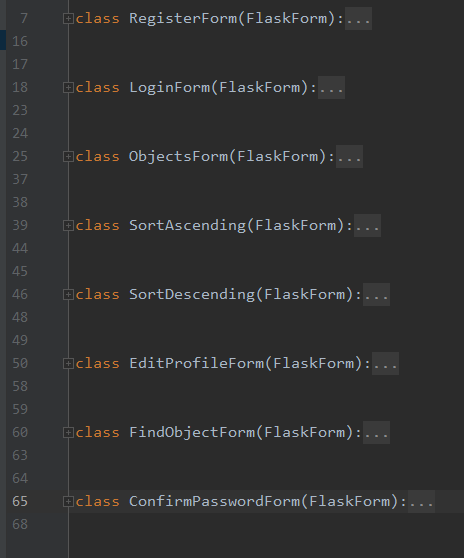 7 class RegisterForm(FlaskForm):...
16
17
18 class LoginForm(FlaskForm):...
23
24
25 class ObjectsForm(FlaskForm):...
37
38
39 class SortAscending(FlaskForm):...
44
45
46 class SortDescending(FlaskForm):...
48
49
50 class EditProfileForm(FlaskForm):...
58
59
60 class FindObjectForm(FlaskForm):...
63
64
65 class ConfirmPasswordForm(FlaskForm):...
68